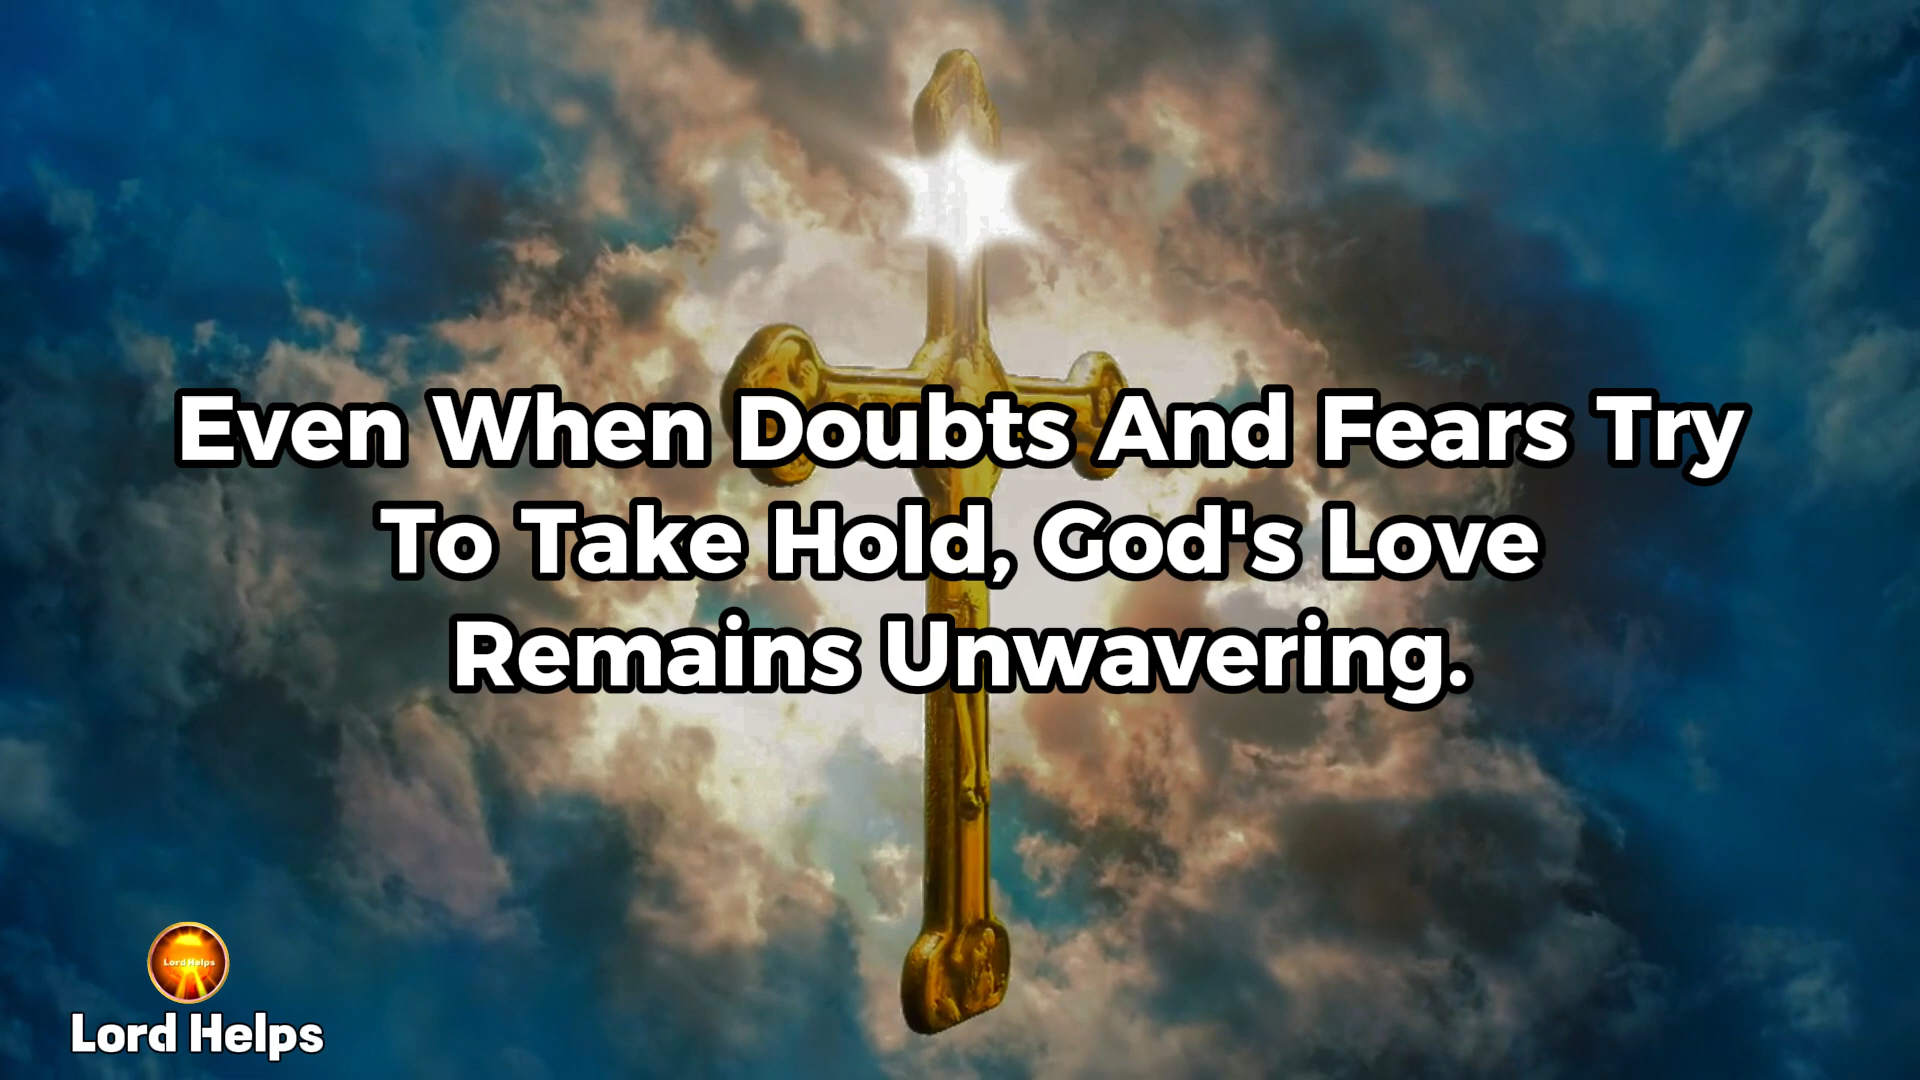 Even When Doubts And Fears Try
To Take Hold, God's Love
Remains Unwavering.
Lord Helps
Lord Helps